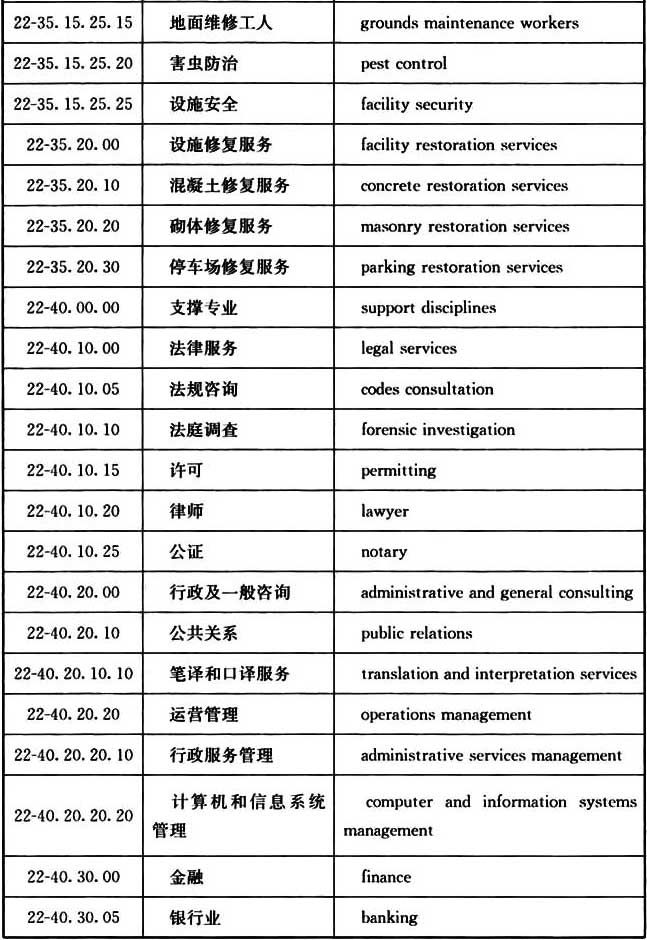 22-35. 15. 25. 15 地面维修工人 grounds maintenance workers
22-35. 15. 25. 20 害虫防治 pest control
22-35. 15. 25. 25 设施安全 facility security
22-35. 20. 00 设施修复服务 facility restoration services
22-35. 20. 10 混凝土修复服务 concrete restoration services
22-35. 20. 20 砌体修复服务 masonry restoration services
22-35. 20. 30 停车场修复服务 parking restoration services
22-40. 00. 00 支撑专业 support disciplines
22-40. 10. 00 法律服务 legal services
22-40. 10. 05 法规咨询 codes consultation
22-40. 10. 10 法庭调查 forensic investigation
22-40. 10. 15 许可 permitting
22-40. 10. 20 律师 lawyer
22-40. 10. 25 公证 notary
22-40. 20. 00 行政及一般咨询 administrative and general consulting
22-40. 20. 10 公共关系 public relations
22-40. 20. 10. 10 笔译和口译服务 translation and interpretation services
22-40. 20. 20 运营管理 operations management
22-40. 20. 20. 10 行政服务管理 administrative services management
22-40. 20. 20. 20 计算机和信息系统 computer and information systems
管理 management
22-40. 30. 00 金融 finance
22-40. 30. 05 银行业 banking